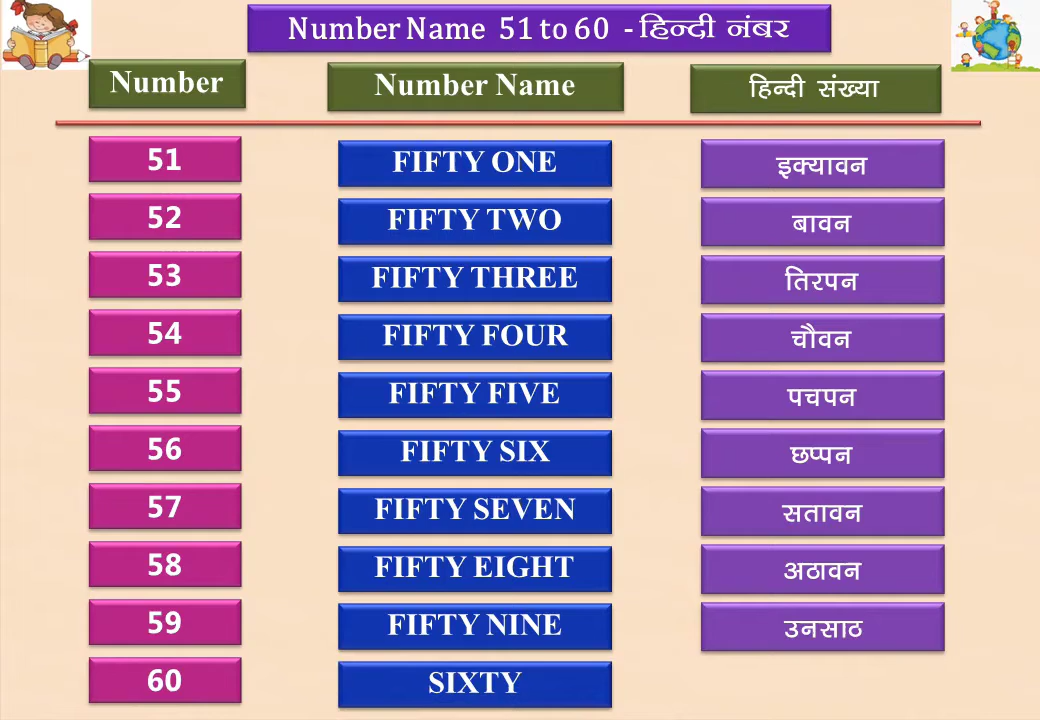 Number Name 51 to 60 - हिन्दी नंबर
Number Number Name हिन्दी संख्या
51 FIFTY ONE इक्यावन
52 FIFTY TWO बावन
53 FIFTY THREE तिरपन
54 FIFTY FOUR चौवन
55 FIFTY FIVE पचपन
56 FIFTY SIX छप्पन
57 FIFTY SEVEN सतावन
58 FIFTY EIGHT अठावन
59 FIFTY NINE उनसाठ
60 SIXTY